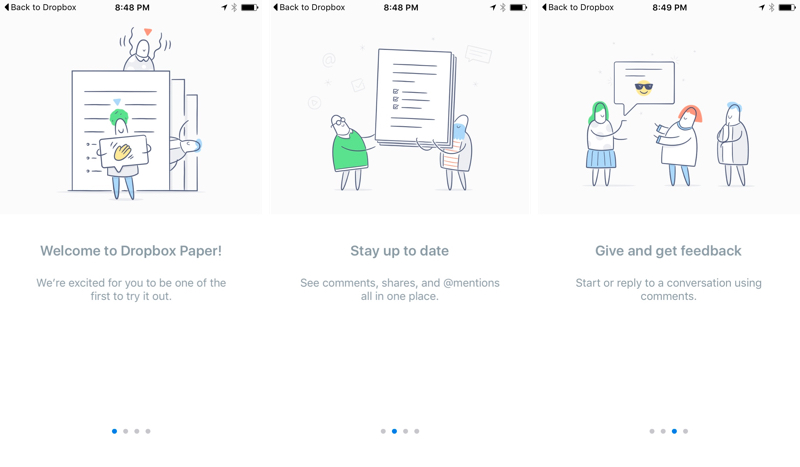 Back to Dropbox 8:48 PM
Welcome to Dropbox Paper!
We're excited for you to be one of the
first to try it out.
Back to Dropbox 8:48 PM
Stay up to date
See comments, shares, and @mentions
all in one place.
Back to Dropbox 8:49 PM
Give and get feedback
Start or reply to a conversation using
comments.